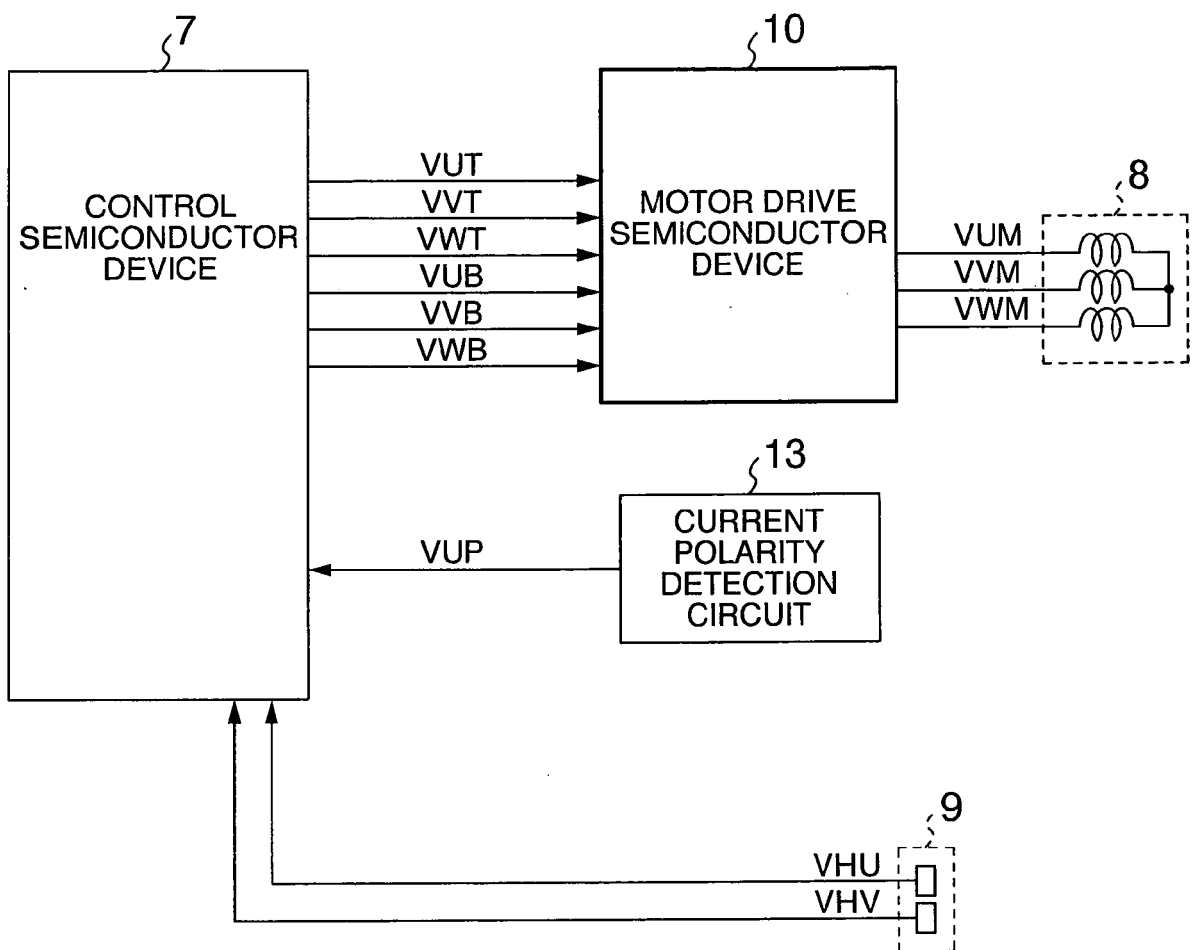 7
10
CONTROL
SEMICONDUCTOR
DEVICE
VUT
VVT
VWT
VUB
VVB
VWB
MOTOR DRIVE
SEMICONDUCTOR
DEVICE
8
VUM
VVM
VWM
13
CURRENT
POLARITY
DETECTION
CIRCUIT
VUP
9
VHU
VHV